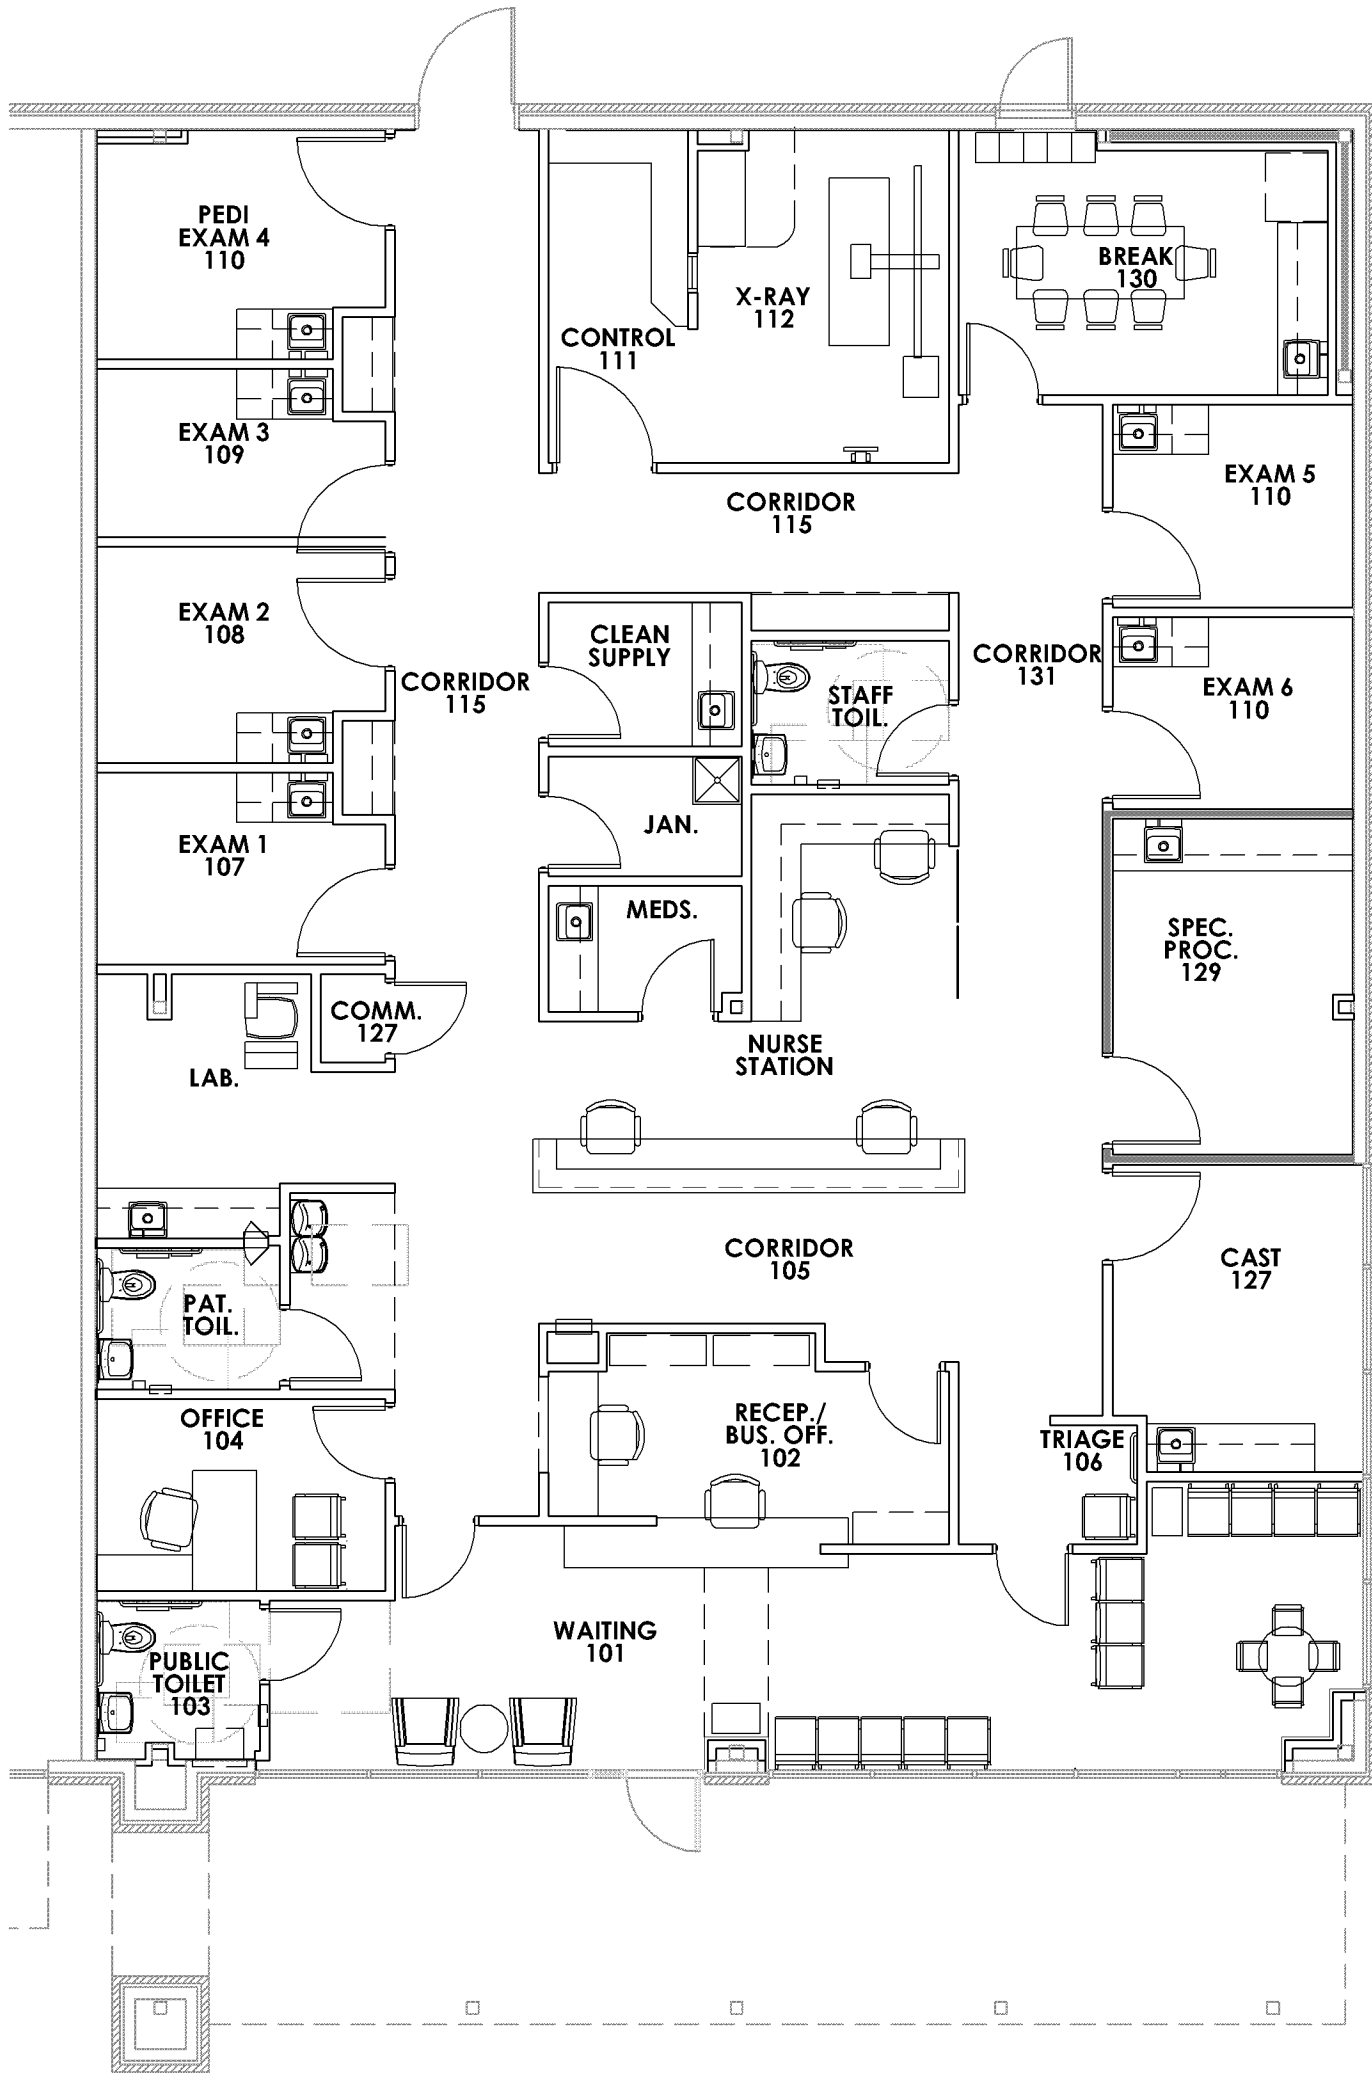 PEDI
EXAM 4
110
BREAK
130
X-RAY
112
CONTROL
111
EXAM 3
109
EXAM 5
110
CORRIDOR
115
EXAM 2
108
CLEAN
SUPPLY
CORRIDOR
131
CORRIDOR
115
STAFF
TOIL.
EXAM 6
110
EXAM 1
107
JAN.
MEDS.
SPEC.
PROC.
129
COMM.
127
LAB.
NURSE
STATION
CORRIDOR
105
CAST
127
PAT.
TOIL.
OFFICE
104
RECEP./
BUS. OFF.
102
TRIAGE
106
WAITING
101
PUBLIC
TOILET
103